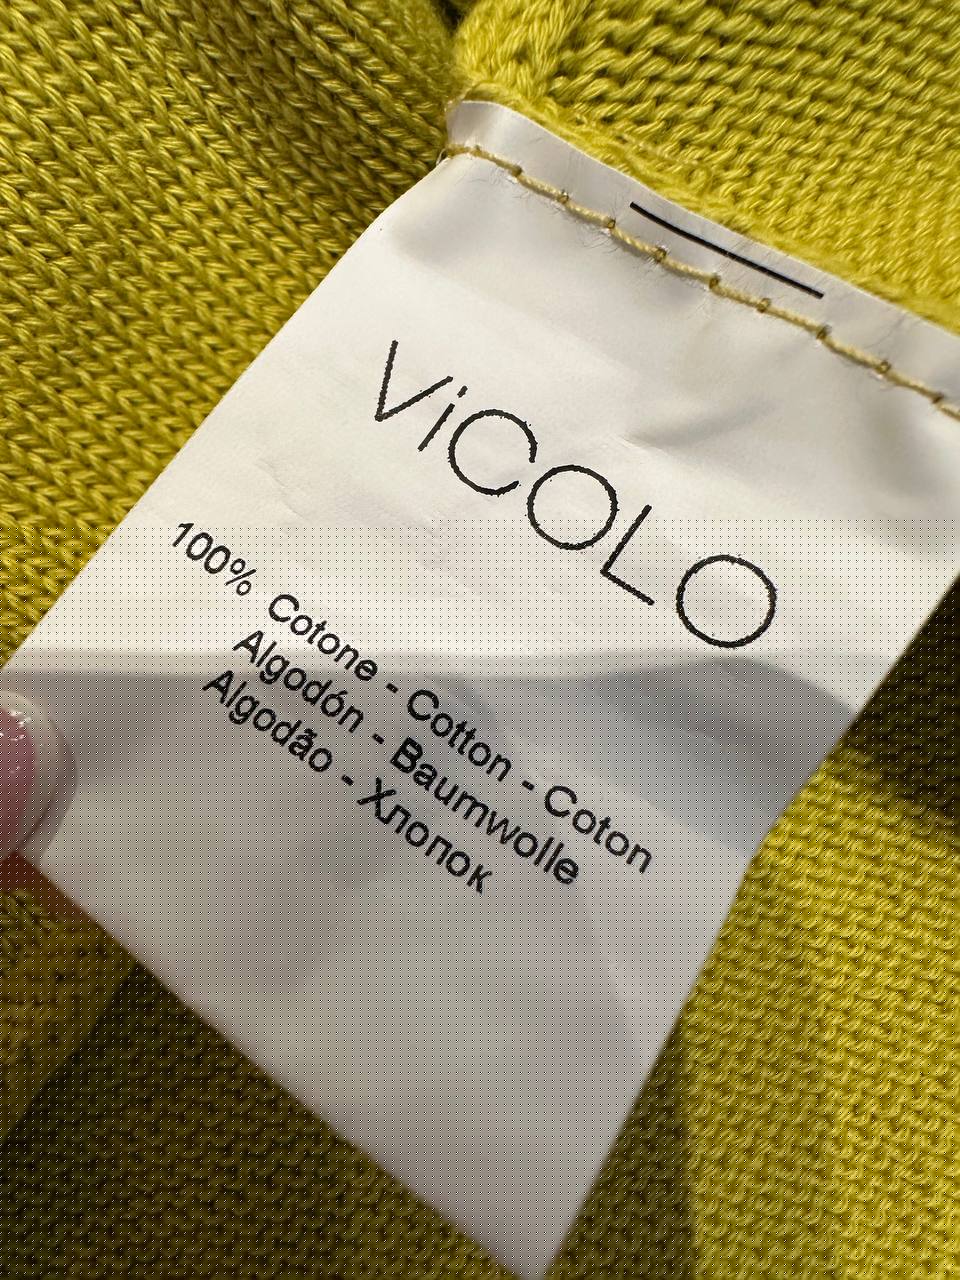 ViCOLO
100% Cotone - Cotton - Coton
Algodón - Baumwolle
Algodão - Хлопок